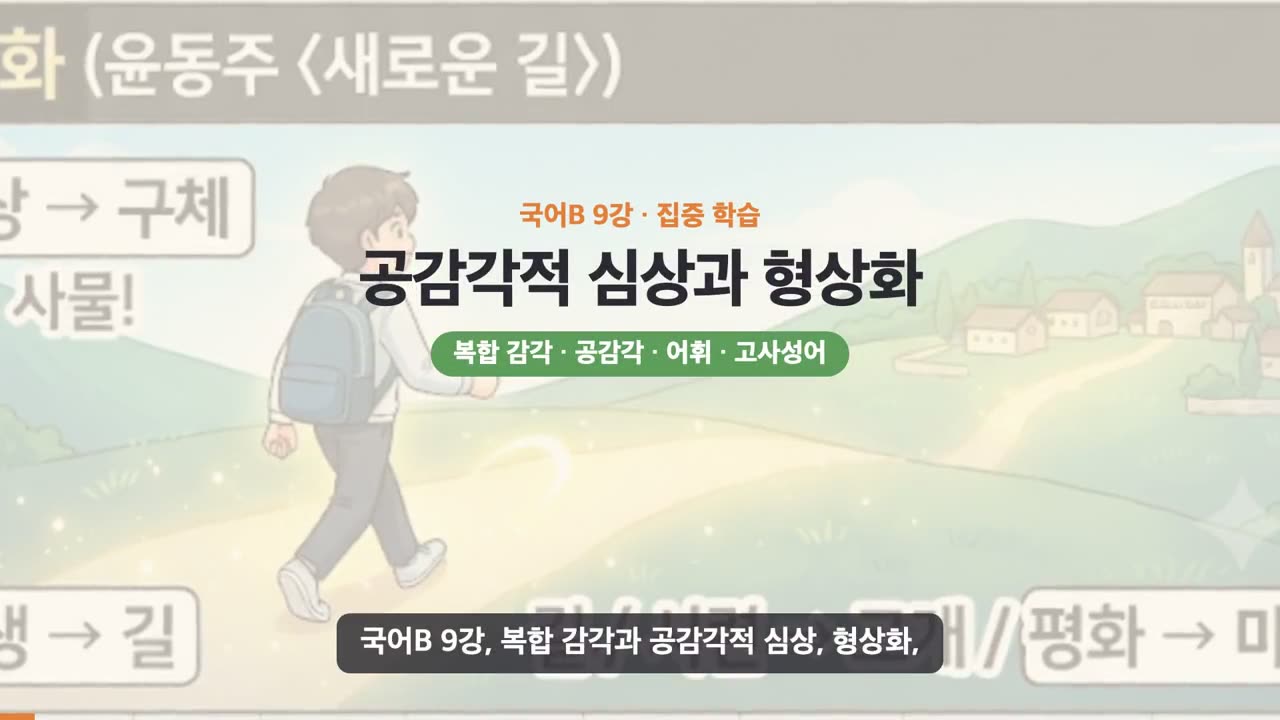 화 (윤동주 〈새로운 길〉)
상 → 구체
사물!
국어B 9강 · 집중 학습
공감각적 심상과 형상화
복합 감각 · 공감각 · 어휘 · 고사성어
생 → 길
/ 평화 → 마
국어B 9강, 복합 감각과 공감각적 심상, 형상화,